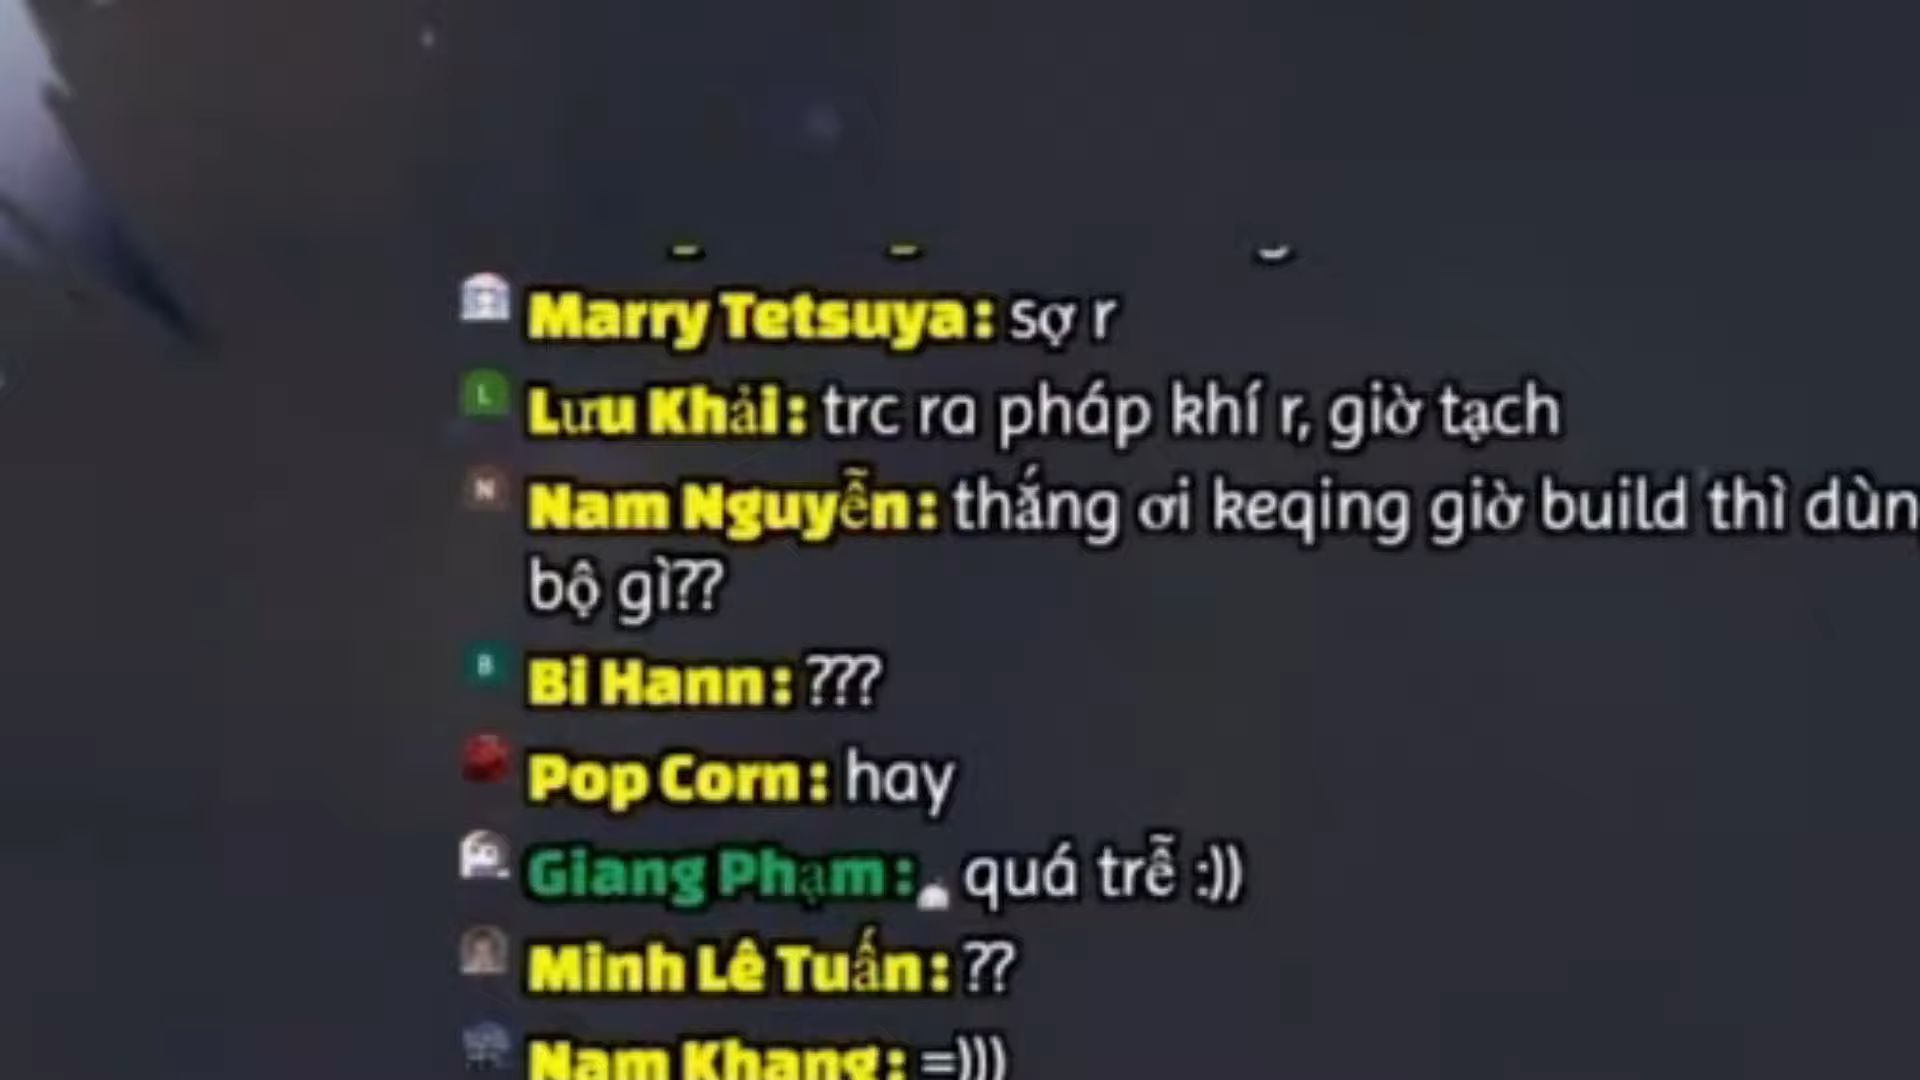 Marry Tetsuya: sợ r
L Lưu Khải: trc ra pháp khí r, giờ tạch
N Nam Nguyễn: thắng ơi keqing giờ build thì dùn
bộ gì??
B Bi Hann: ???
Pop Corn: hay
Giang Phạm: quá trễ :))
Minh Lê Tuấn: ??
Nam Khang: =)))